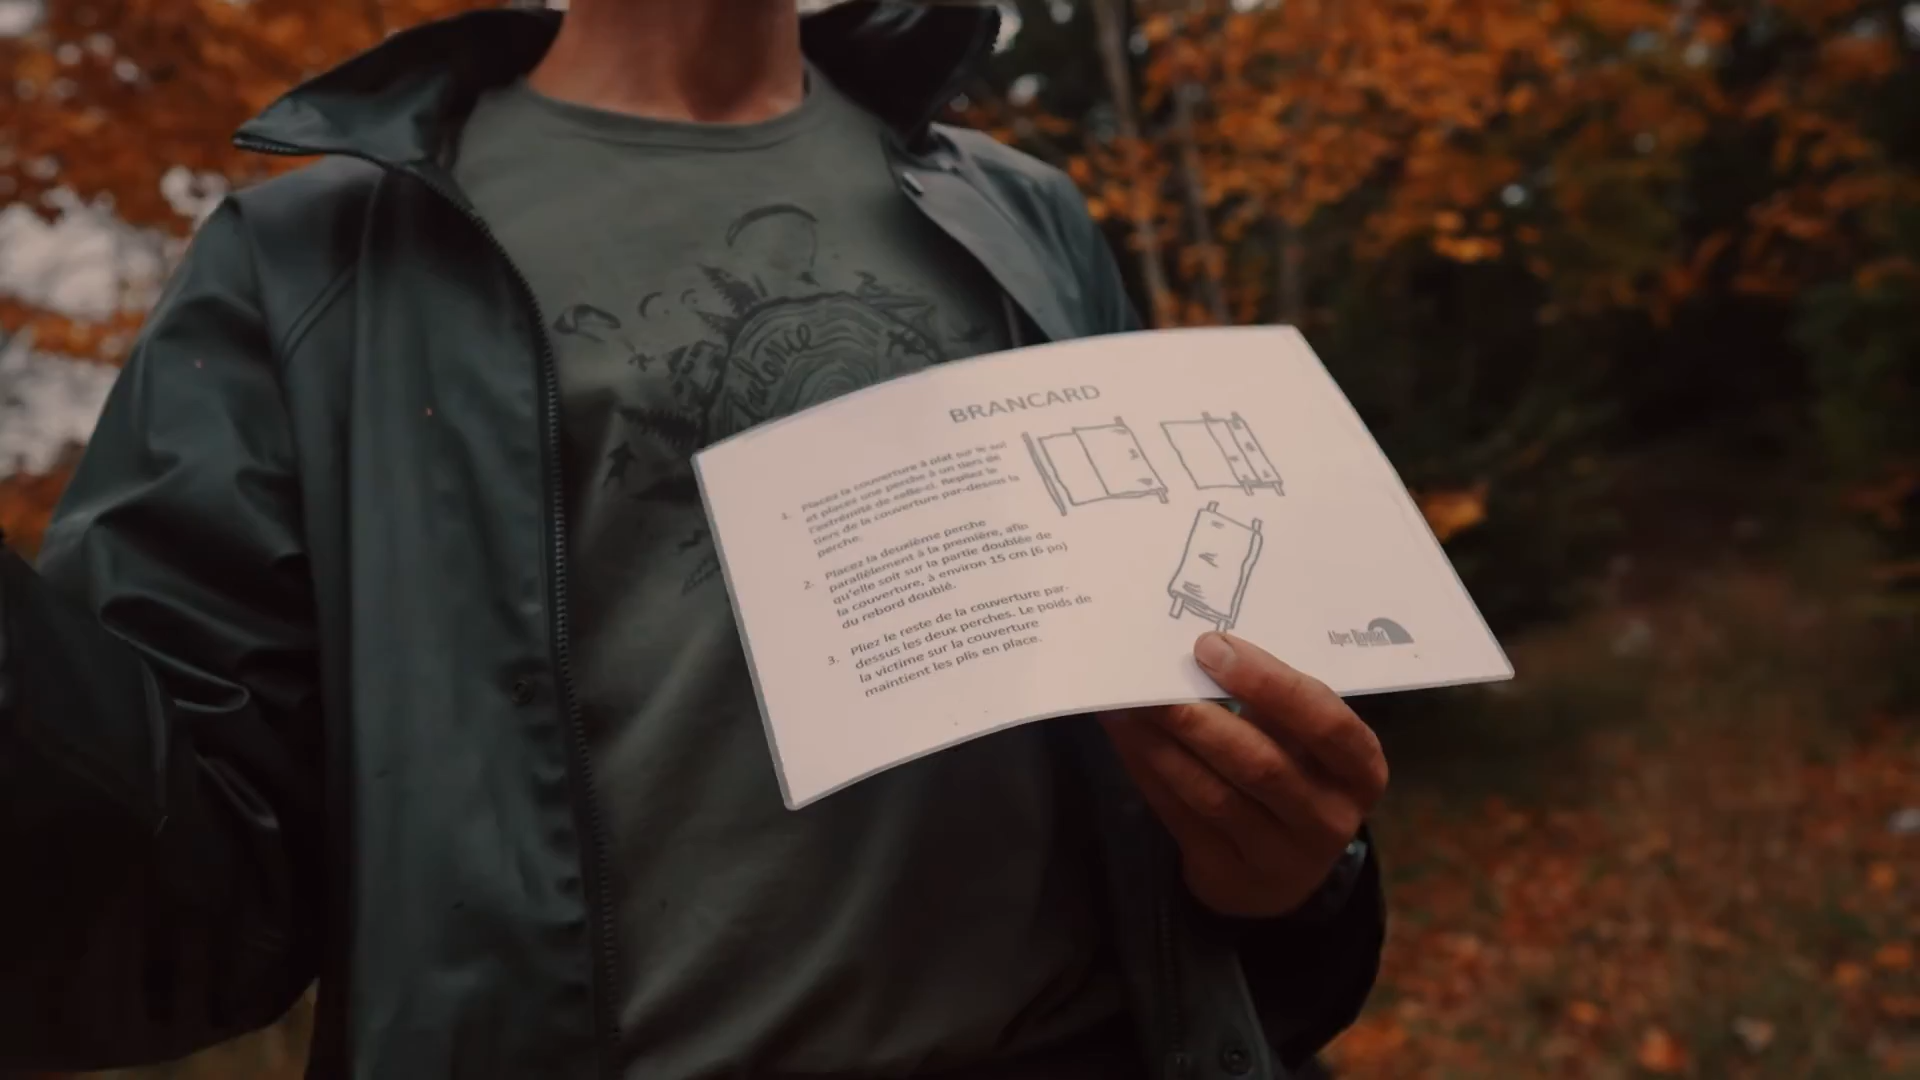 BRANCARD
1. Placez la couverture à plat sur le sol
et placez une perche à un tiers de
l'extrémité de celle-ci. Repliez le
tiers de la couverture par-dessus la
perche.
2. Placez la deuxième perche
parallèlement à la première, afin
qu'elle soit sur la partie doublée de
la couverture, à environ 15 cm (6 po)
du rebord doublé.
3. Pliez le reste de la couverture par-
dessus les deux perches. Le poids de
la victime sur la couverture
maintient les plis en place.